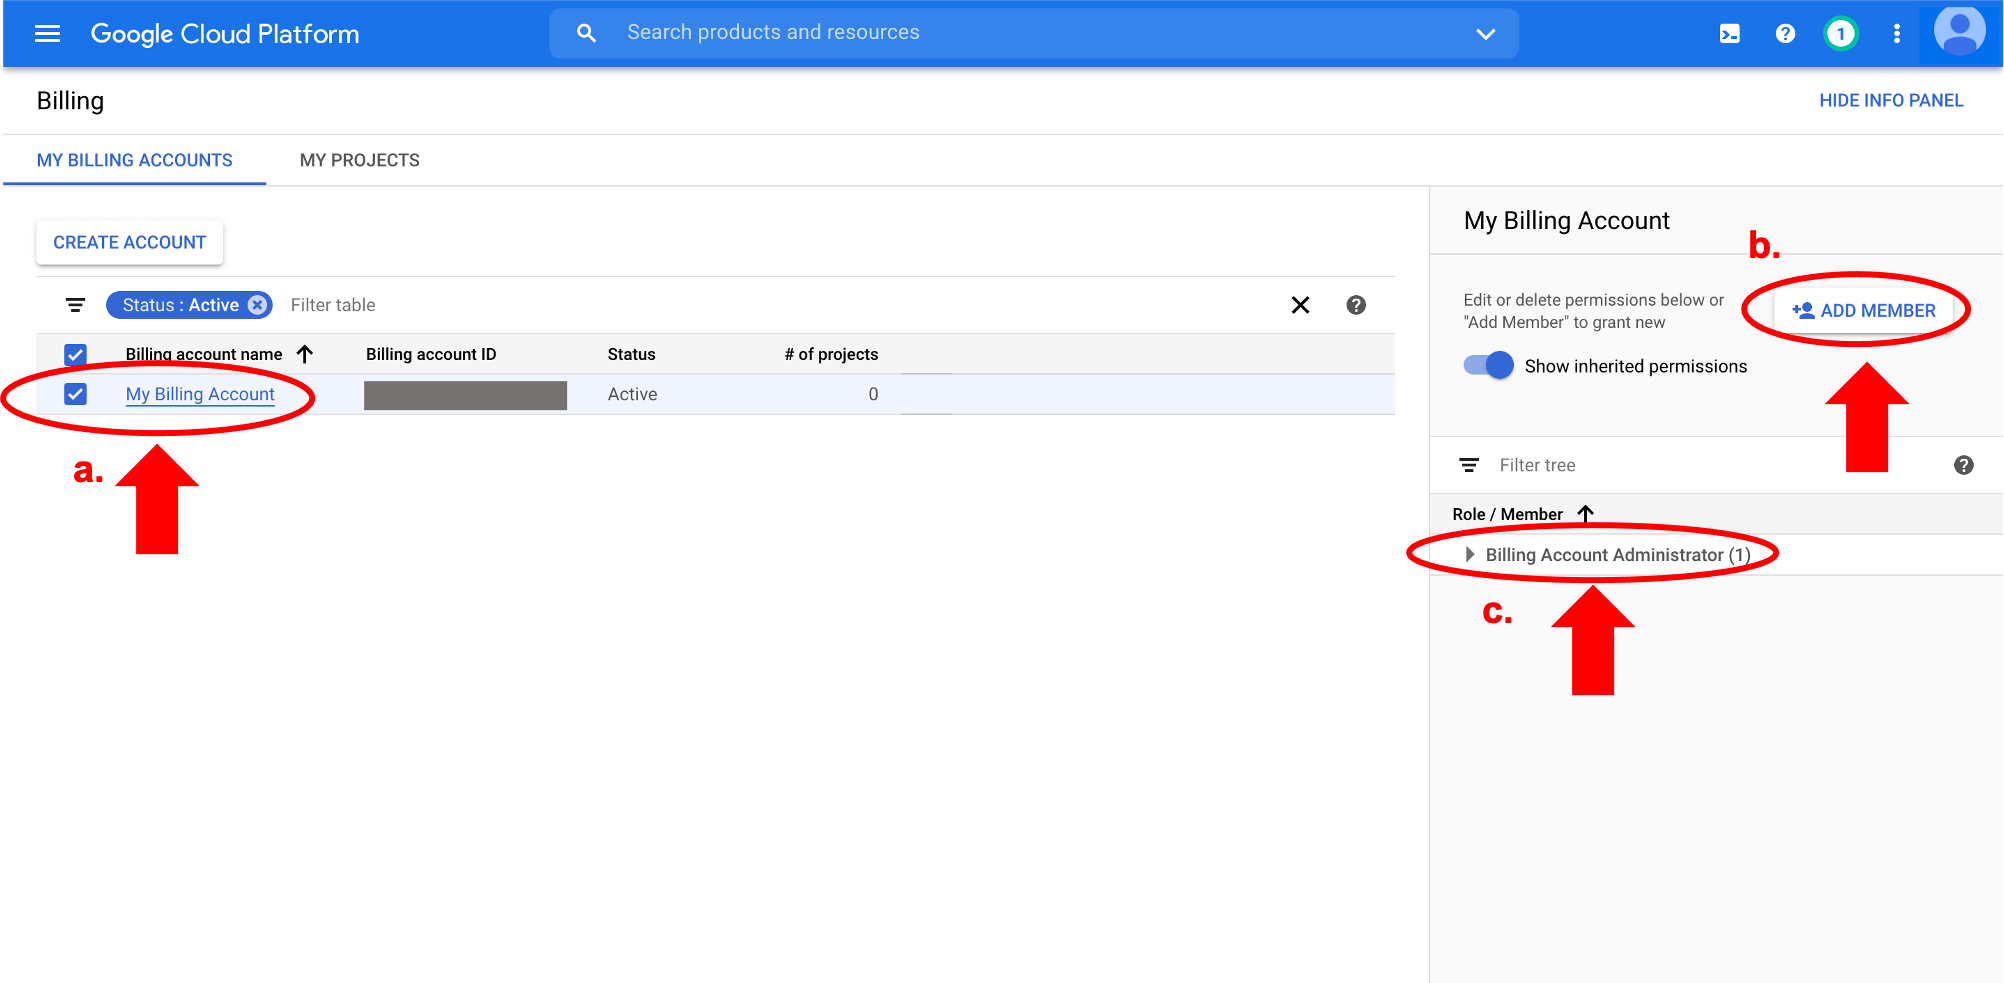 Google Cloud Platform
Search products and resources
1
Billing
HIDE INFO PANEL
MY BILLING ACCOUNTS
MY PROJECTS
CREATE ACCOUNT
Status : Active
Filter table
Billing account name
Billing account ID
Status
# of projects
My Billing Account
Active
0
a.
My Billing Account
b.
Edit or delete permissions below or
"Add Member" to grant new
ADD MEMBER
Show inherited permissions
Filter tree
Role / Member
Billing Account Administrator (1)
c.